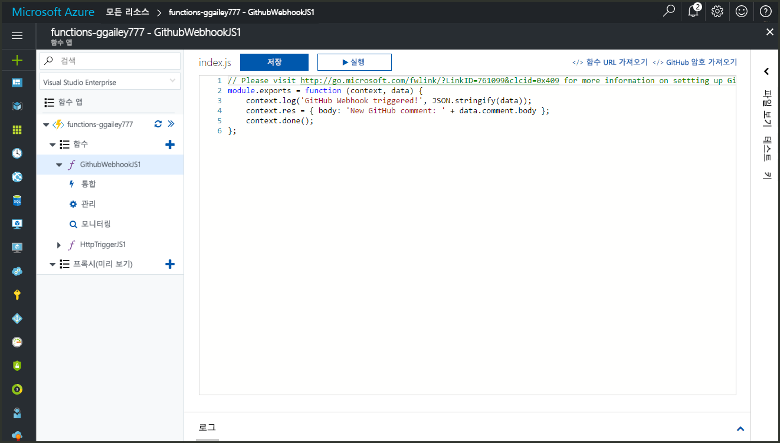 Microsoft Azure 모든 리소스 > functions-ggailey777 - GithubWebhookJS1
2
functions-ggailey777 - GithubWebhookJS1
함수 앱
검색
Visual Studio Enterprise
함수 앱
functions-ggailey777
함수
GithubWebhookJS1
통합
관리
모니터링
HttpTriggerJS1
프록시(미리 보기)
index.js 저장 실행 </> 함수 URL 가져오기 </> GitHub 암호 가져오기
1 // Please visit http://go.microsoft.com/fwlink/?LinkID=761099&clcid=0x409 for more information on settting up Gi
2 module.exports = function (context, data) {
3 context.log('GitHub Webhook triggered!', JSON.stringify(data));
4 context.res = { body: 'New GitHub comment: ' + data.comment.body };
5 context.done();
6 };
로그
파일 보기 테스트 키